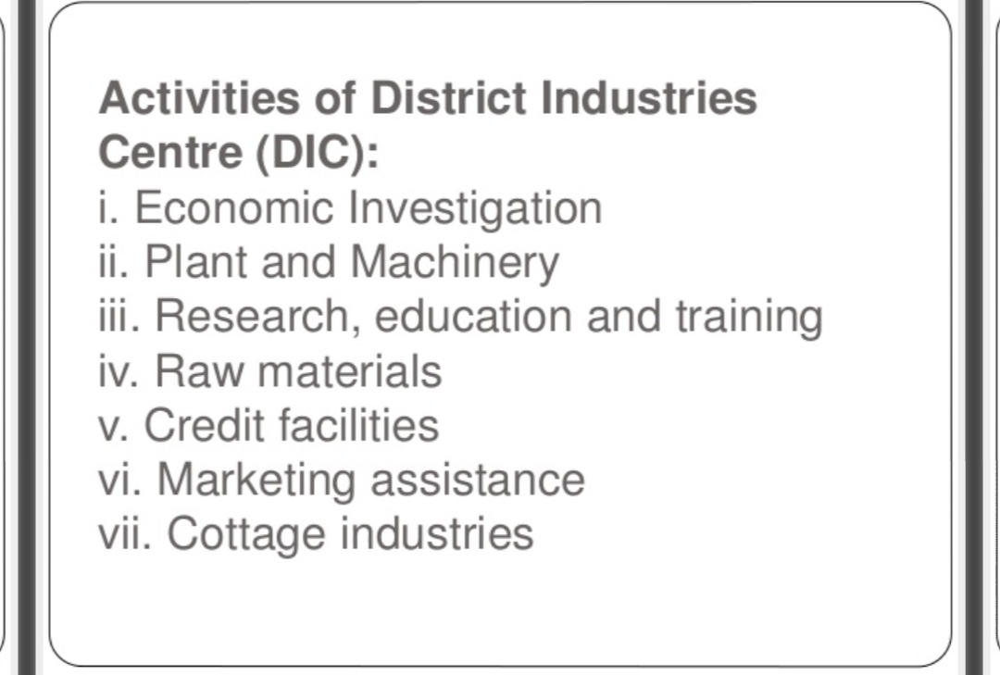 Activities of District Industries
Centre (DIC):
i. Economic Investigation
ii. Plant and Machinery
iii. Research, education and training
iv. Raw materials
v. Credit facilities
vi. Marketing assistance
vii. Cottage industries